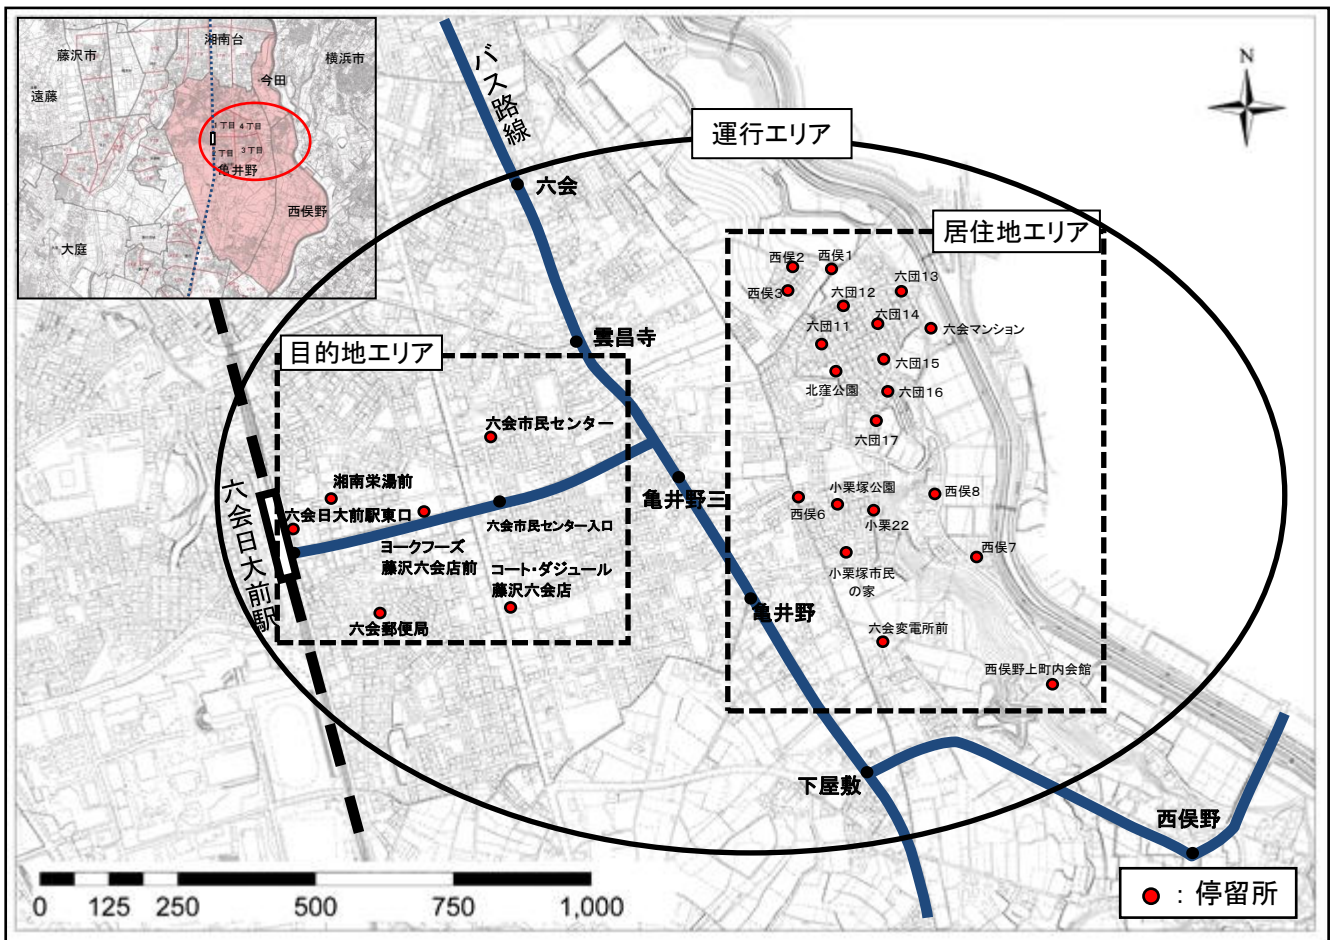 藤沢市
湘南台
横浜市
今田
遠藤
1丁目
4丁目
丁目
3丁目
亀井野
西俣野
大庭
バス路線
N
運行エリア
六会
居住地エリア
西俣2
西俣1
西俣3
六団12
六団13
六団14
六団11
六会マンション
六団15
北窪公園
六団16
六団17
雲昌寺
目的地エリア
六会市民センター
湘南栄湯前
六会日大前駅東口
六会市民センター入口
ヨークフーズ
藤沢六会店前
コート・ダジュール
藤沢六会店
六会郵便局
六会日大前駅
亀井野三
亀井野
小栗塚公園
西俣8
西俣6
小栗22
西俣7
小栗塚市民
の家
六会変電所前
西俣野上町内会館
下屋敷
西俣野
0 125 250 500 750 1,000
：停留所